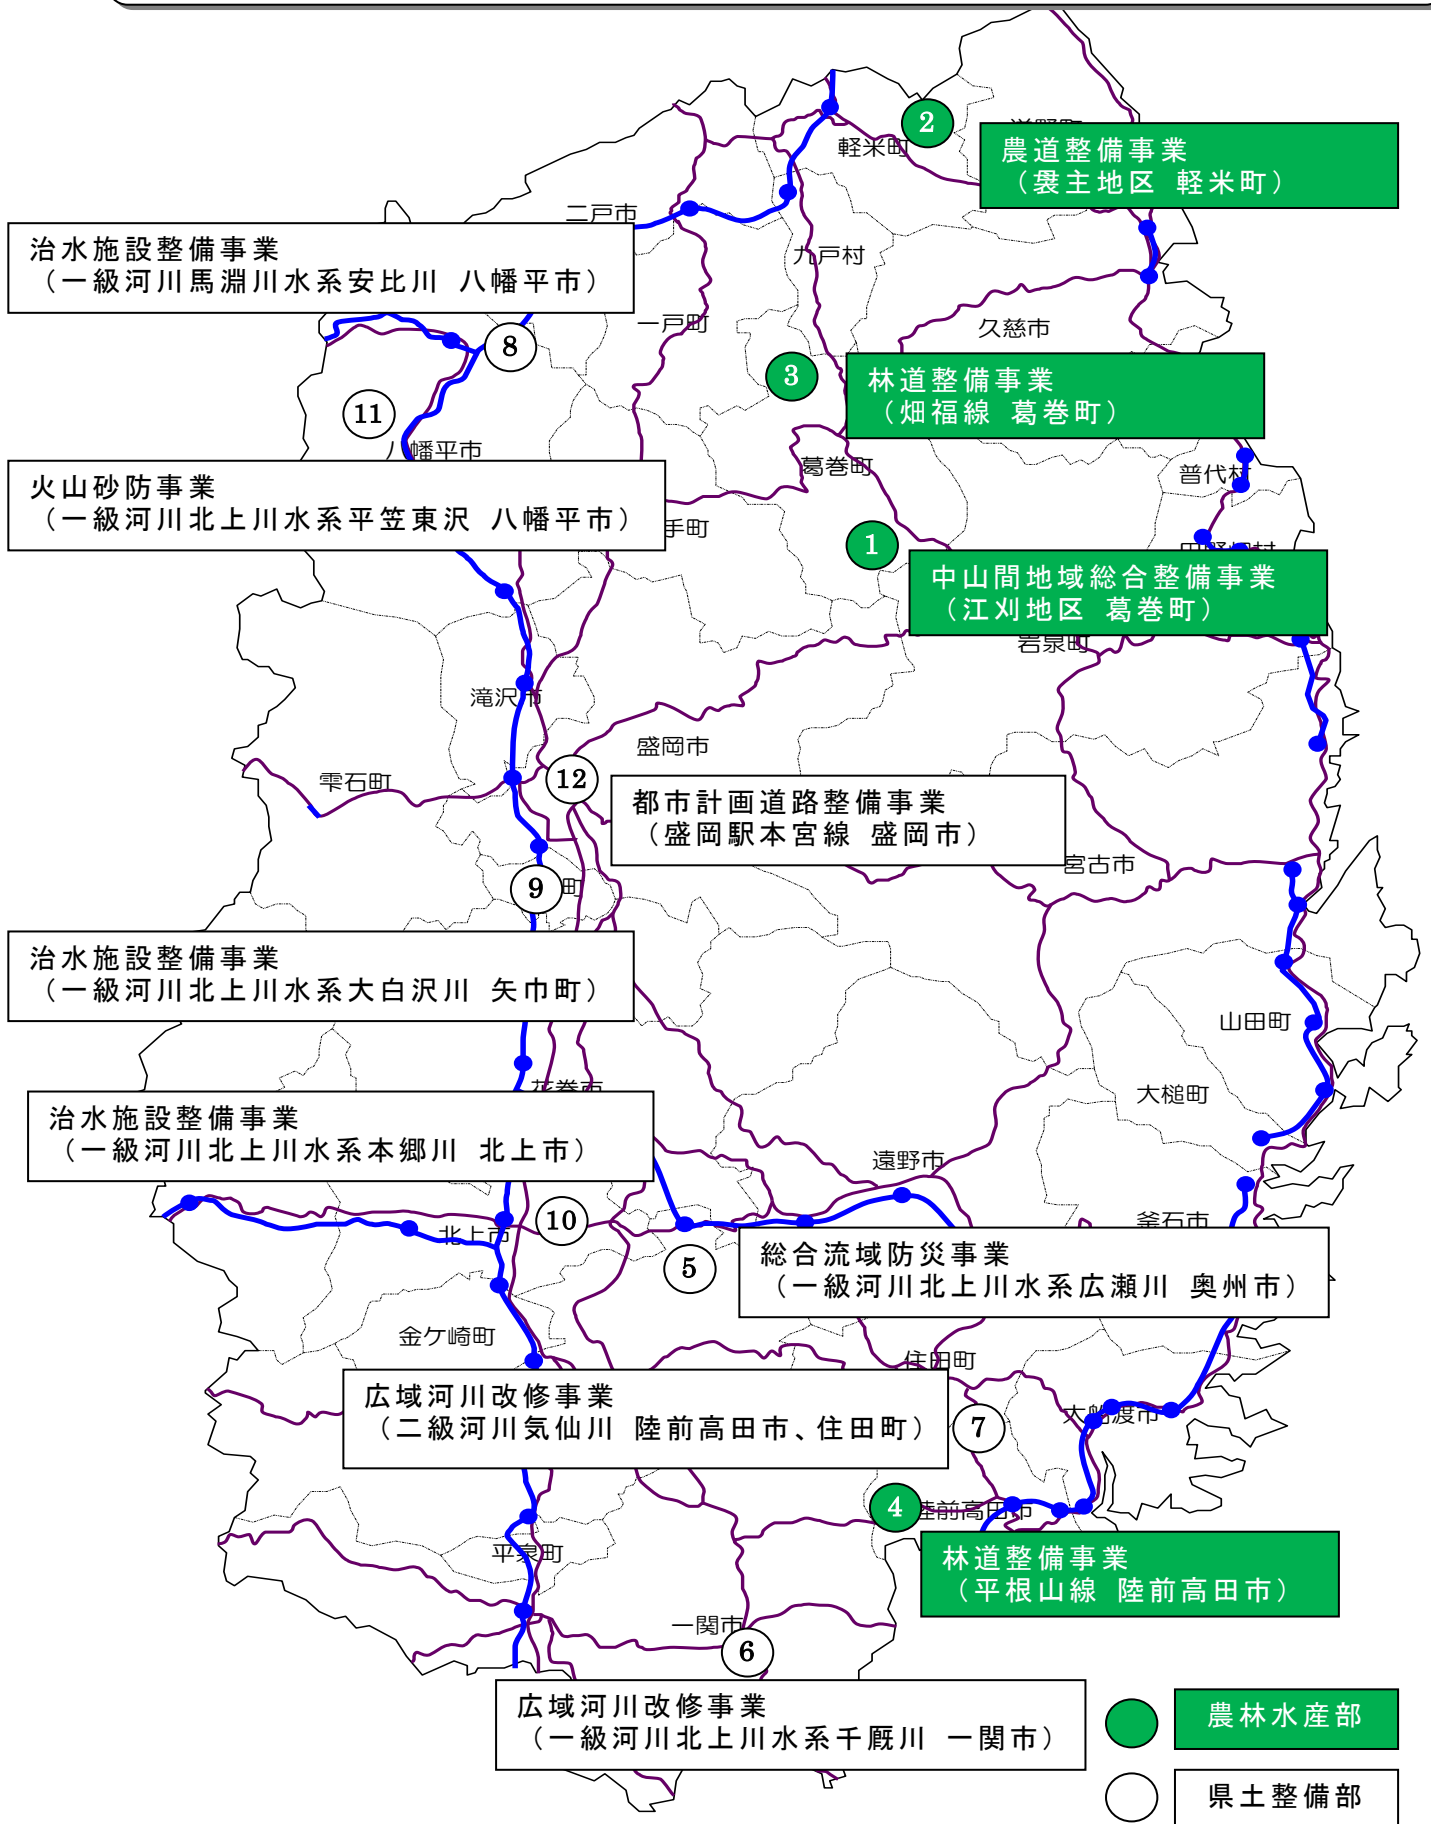 2
軽米町
農道整備事業
（袰主地区 軽米町）
二戸市
治水施設整備事業
（一級河川馬淵川水系安比川 八幡平市）
九戸村
一戸町
久慈市
8
3
林道整備事業
（畑福線 葛巻町）
11
八幡平市
葛巻町
普代村
火山砂防事業
（一級河川北上川水系平笠東沢 八幡平市）
手町
1
田野畑村
中山間地域総合整備事業
（江刈地区 葛巻町）
岩泉町
滝沢市
盛岡市
雫石町
12
都市計画道路整備事業
（盛岡駅本宮線 盛岡市）
宮古市
9
町
治水施設整備事業
（一級河川北上川水系大白沢川 矢巾町）
山田町
花巻市
大槌町
治水施設整備事業
（一級河川北上川水系本郷川 北上市）
遠野市
10
北上市
釜石市
5
総合流域防災事業
（一級河川北上川水系広瀬川 奥州市）
金ケ崎町
住田町
広域河川改修事業
（二級河川気仙川 陸前高田市、住田町）
7
大船渡市
4
陸前高田市
平泉町
林道整備事業
（平根山線 陸前高田市）
一関市
6
広域河川改修事業
（一級河川北上川水系千厩川 一関市）
農林水産部
県土整備部